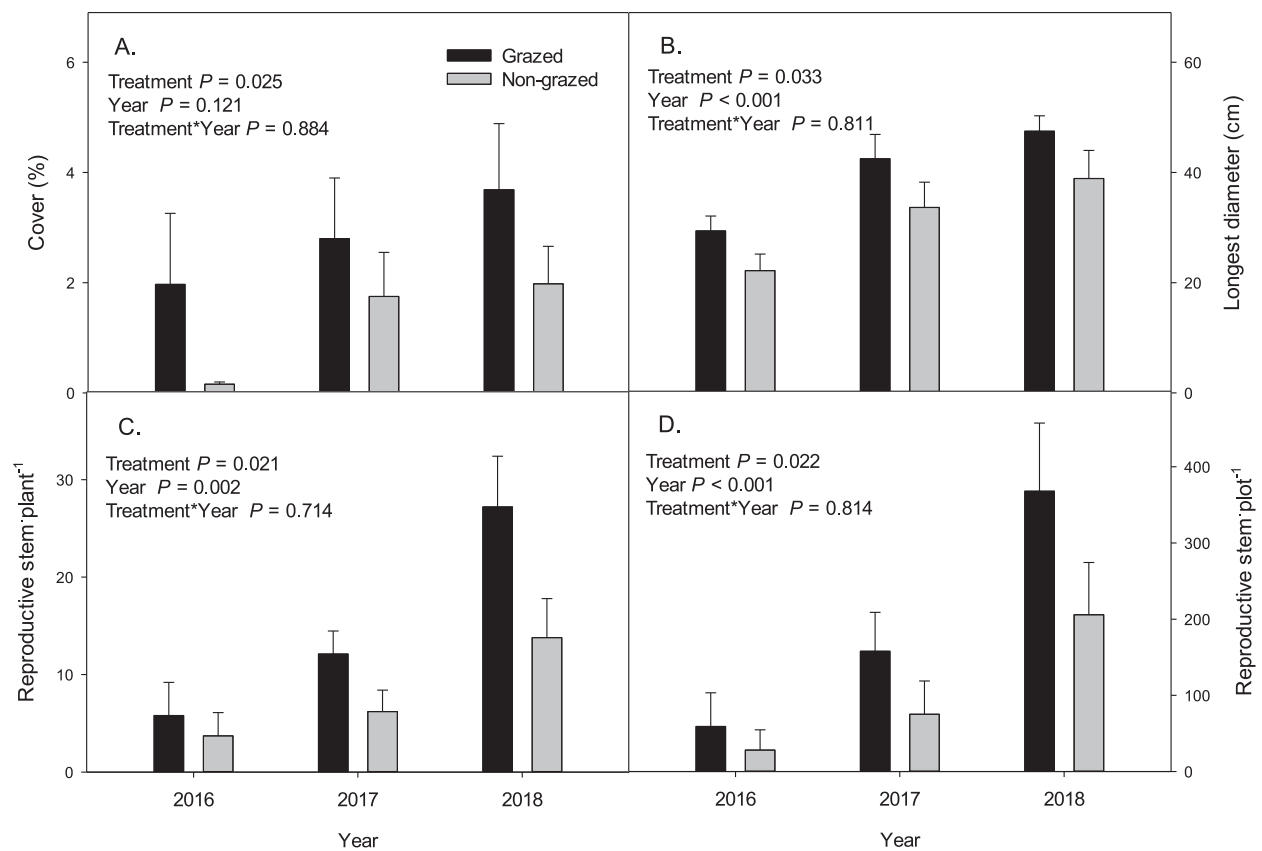 A.
Grazed
Non-grazed
Treatment P = 0.025
Year P = 0.121
Treatment*Year P = 0.884
Cover (%)
6
4
2
0
B.
Treatment P = 0.033
Year P < 0.001
Treatment*Year P = 0.811
60
40
20
0
Longest diameter (cm)
C.
Treatment P = 0.021
Year P = 0.002
Treatment*Year P = 0.714
Reproductive stem·plant⁻¹
30
20
10
0
2016 2017 2018
Year
D.
Treatment P = 0.022
Year P < 0.001
Treatment*Year P = 0.814
400
300
200
100
0
Reproductive stem·plot⁻¹
2016 2017 2018
Year